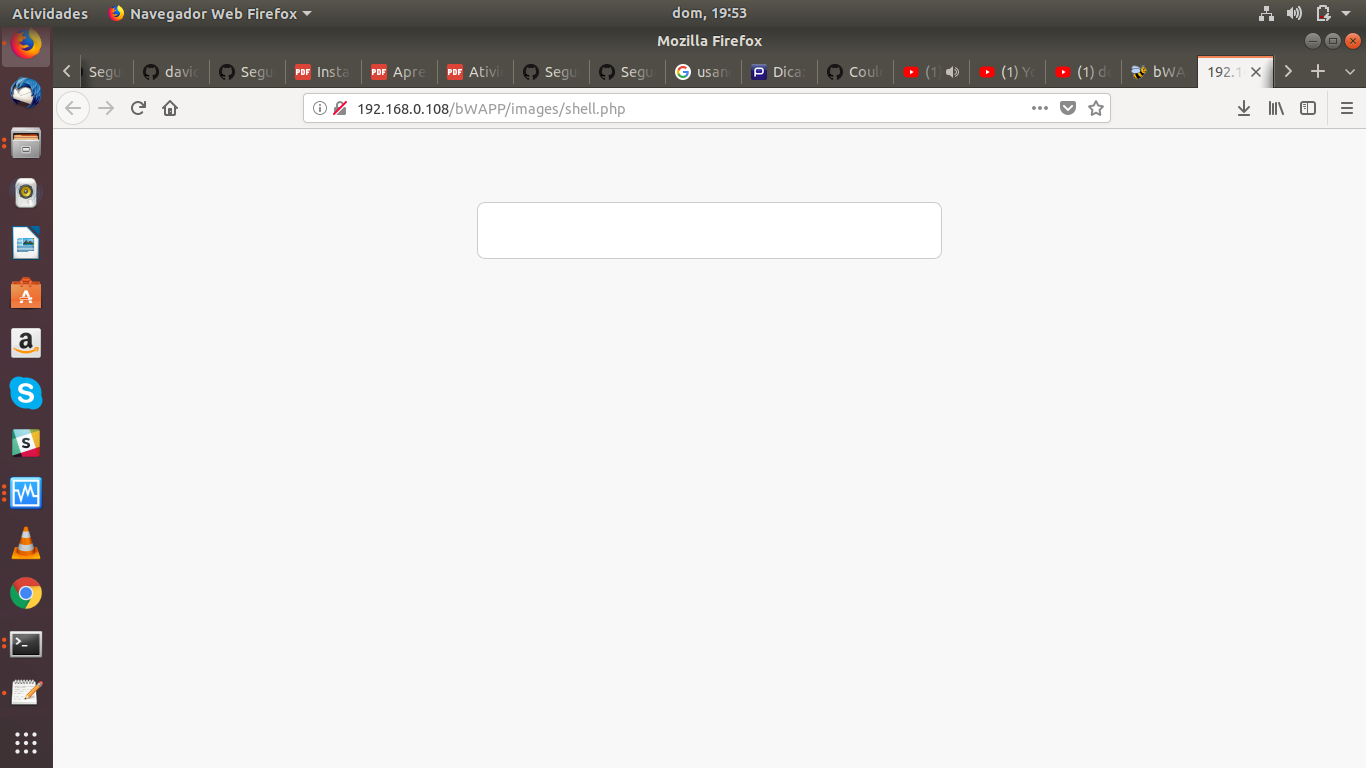 Atividades Navegador Web Firefox dom, 19:53
Mozilla Firefox
Segu davic Segu Insta Apre Ativi Segu Segu usan Dica: Coul (1) (1) Yo (1) d bWA 192.1
192.168.0.108/bWAPP/images/shell.php